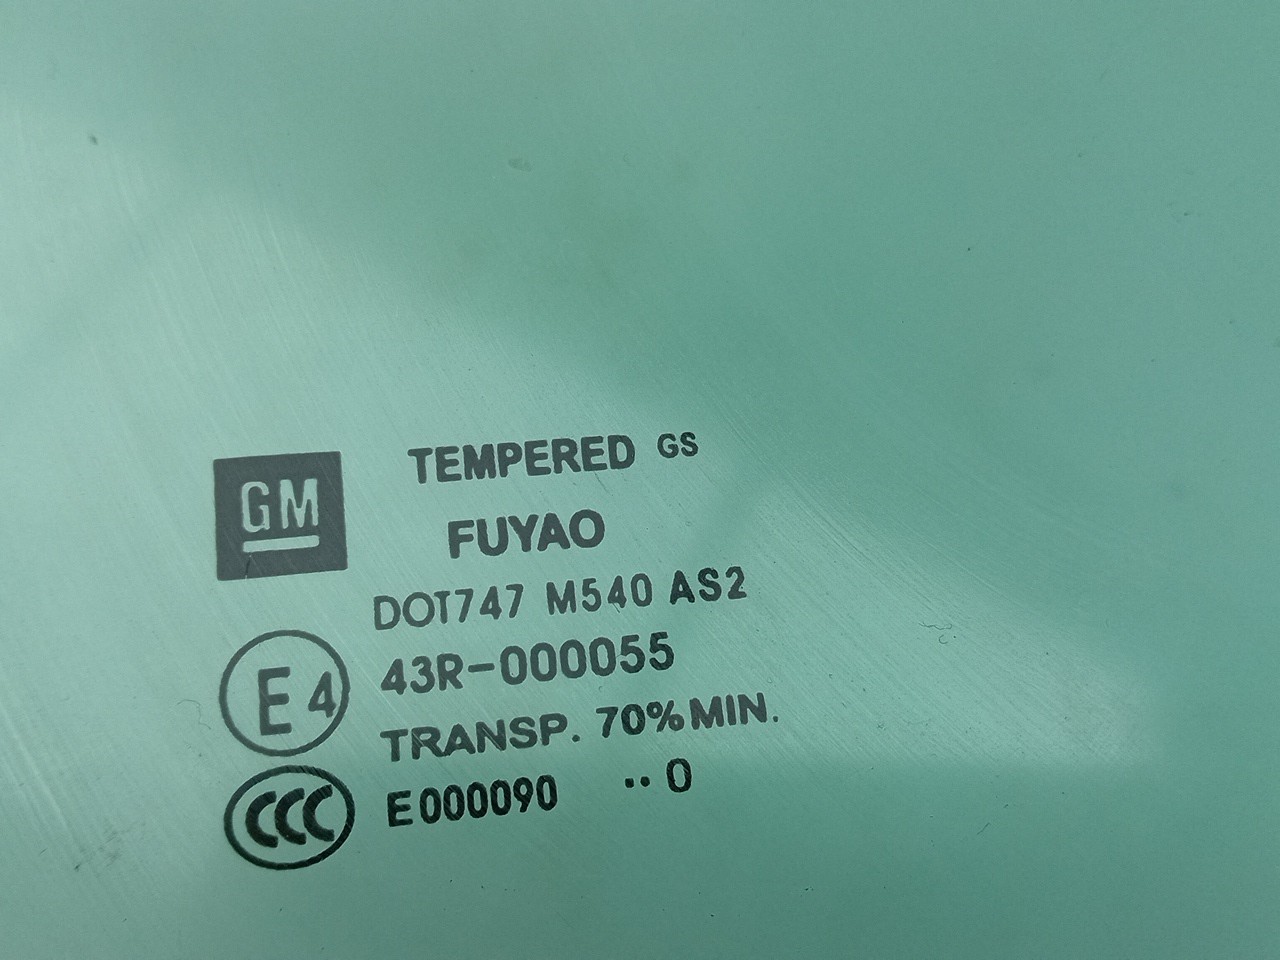 GM
TEMPERED GS
FUYAO
DOT747 M540 AS2
E4
43R-000055
TRANSP. 70% MIN.
CCC
E000090 ·· 0